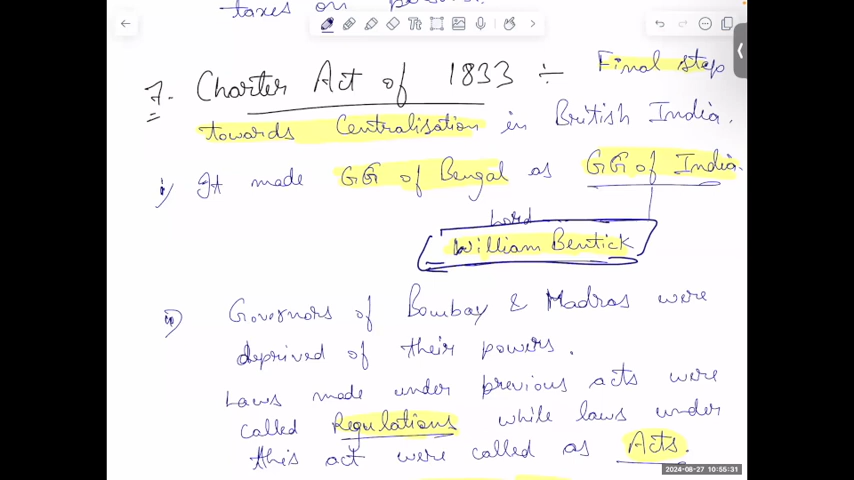 taxes on
7. Charter Act of 1833 ÷ Final step
towards Centralisation in British India.
i) It made GG of Bengal as GG of India.
Lord
William Bentick
ii) Governors of Bombay & Madras were
deprived of their powers.
Laws made under previous acts were
called Regulations while laws under
this act were called as Acts.
2024-08-27 10:55:31